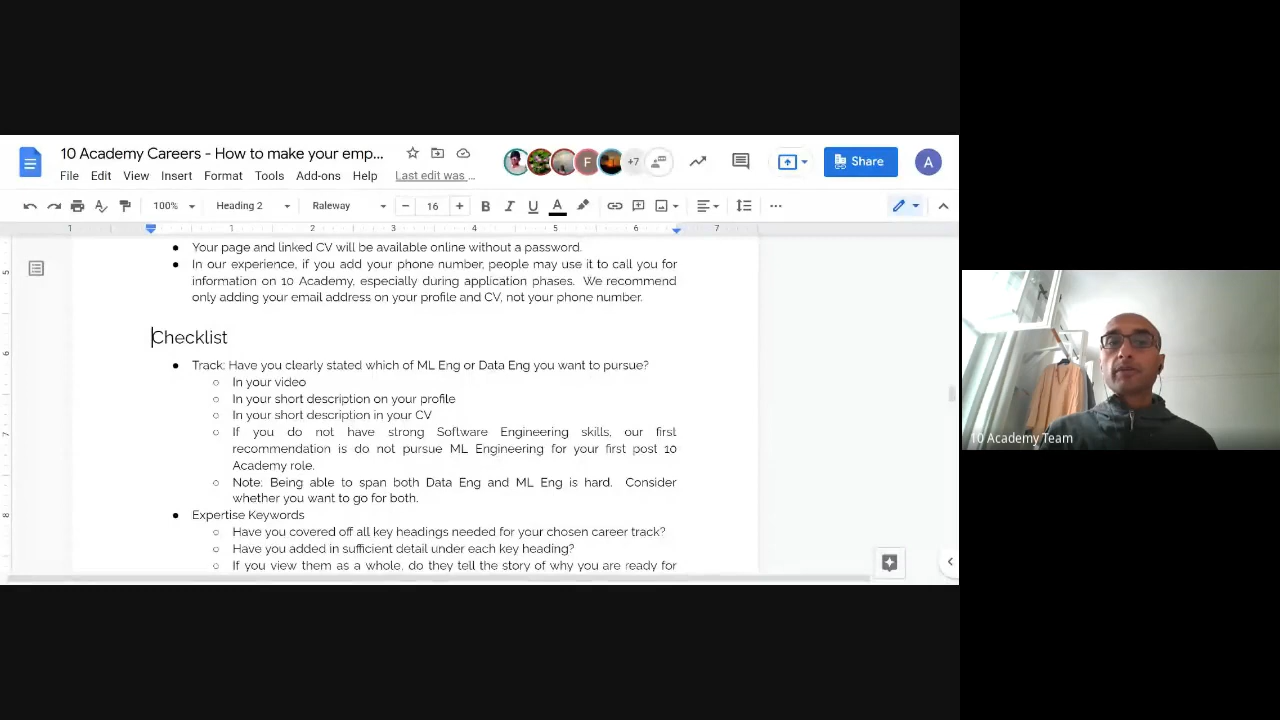 10 Academy Careers - How to make your emp...
F
+7
Share
A
File Edit View Insert Format Tools Add-ons Help Last edit was ...
100% Heading 2 Raleway 16 B I U A
1 1 2 3 4 5 6 7
5
6
7
8
Your page and linked CV will be available online without a password.
In our experience, if you add your phone number, people may use it to call you for
information on 10 Academy, especially during application phases. We recommend
only adding your email address on your profile and CV, not your phone number.
Checklist
Track: Have you clearly stated which of ML Eng or Data Eng you want to pursue?
In your video
In your short description on your profile
In your short description in your CV
If you do not have strong Software Engineering skills, our first
recommendation is do not pursue ML Engineering for your first post 10
Academy role.
Note: Being able to span both Data Eng and ML Eng is hard. Consider
whether you want to go for both.
Expertise Keywords
Have you covered off all key headings needed for your chosen career track?
Have you added in sufficient detail under each key heading?
If you view them as a whole, do they tell the story of why you are ready for
10 Academy Team